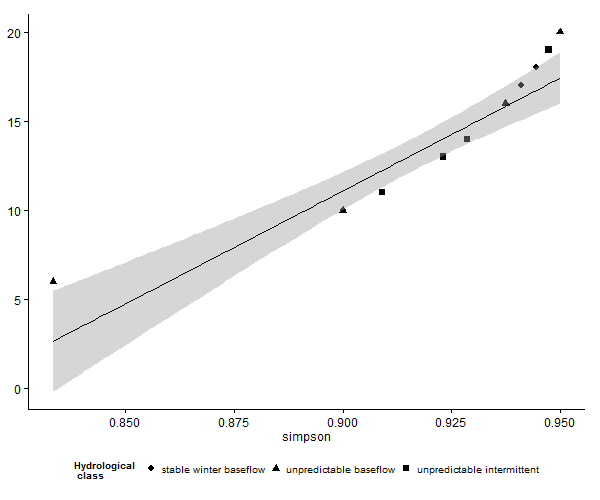 20
15
10
5
0
0.850 0.875 0.900 0.925 0.950
simpson
Hydrological
class
stable winter baseflow unpredictable baseflow unpredictable intermittent